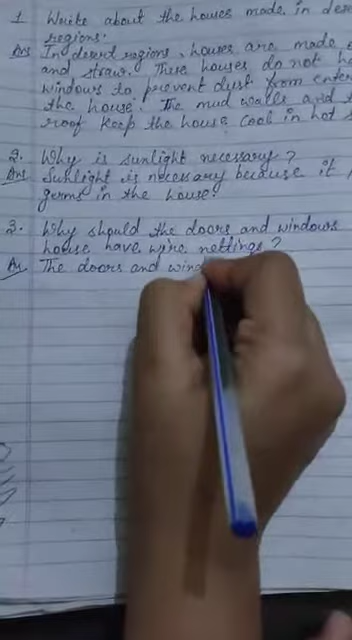 1 Write about the houses made in
regions.
Ans In desert regions, houses are made
and straw. These houses do not
windows to prevent dust from
the house. The mud walls and
roof keep the house cool in hot
2. Why is sunlight necessary?
Ans Sunlight is necessary because it
germs in the house.
3. Why should the doors and windows
house have wire nettings?
Ans The doors and